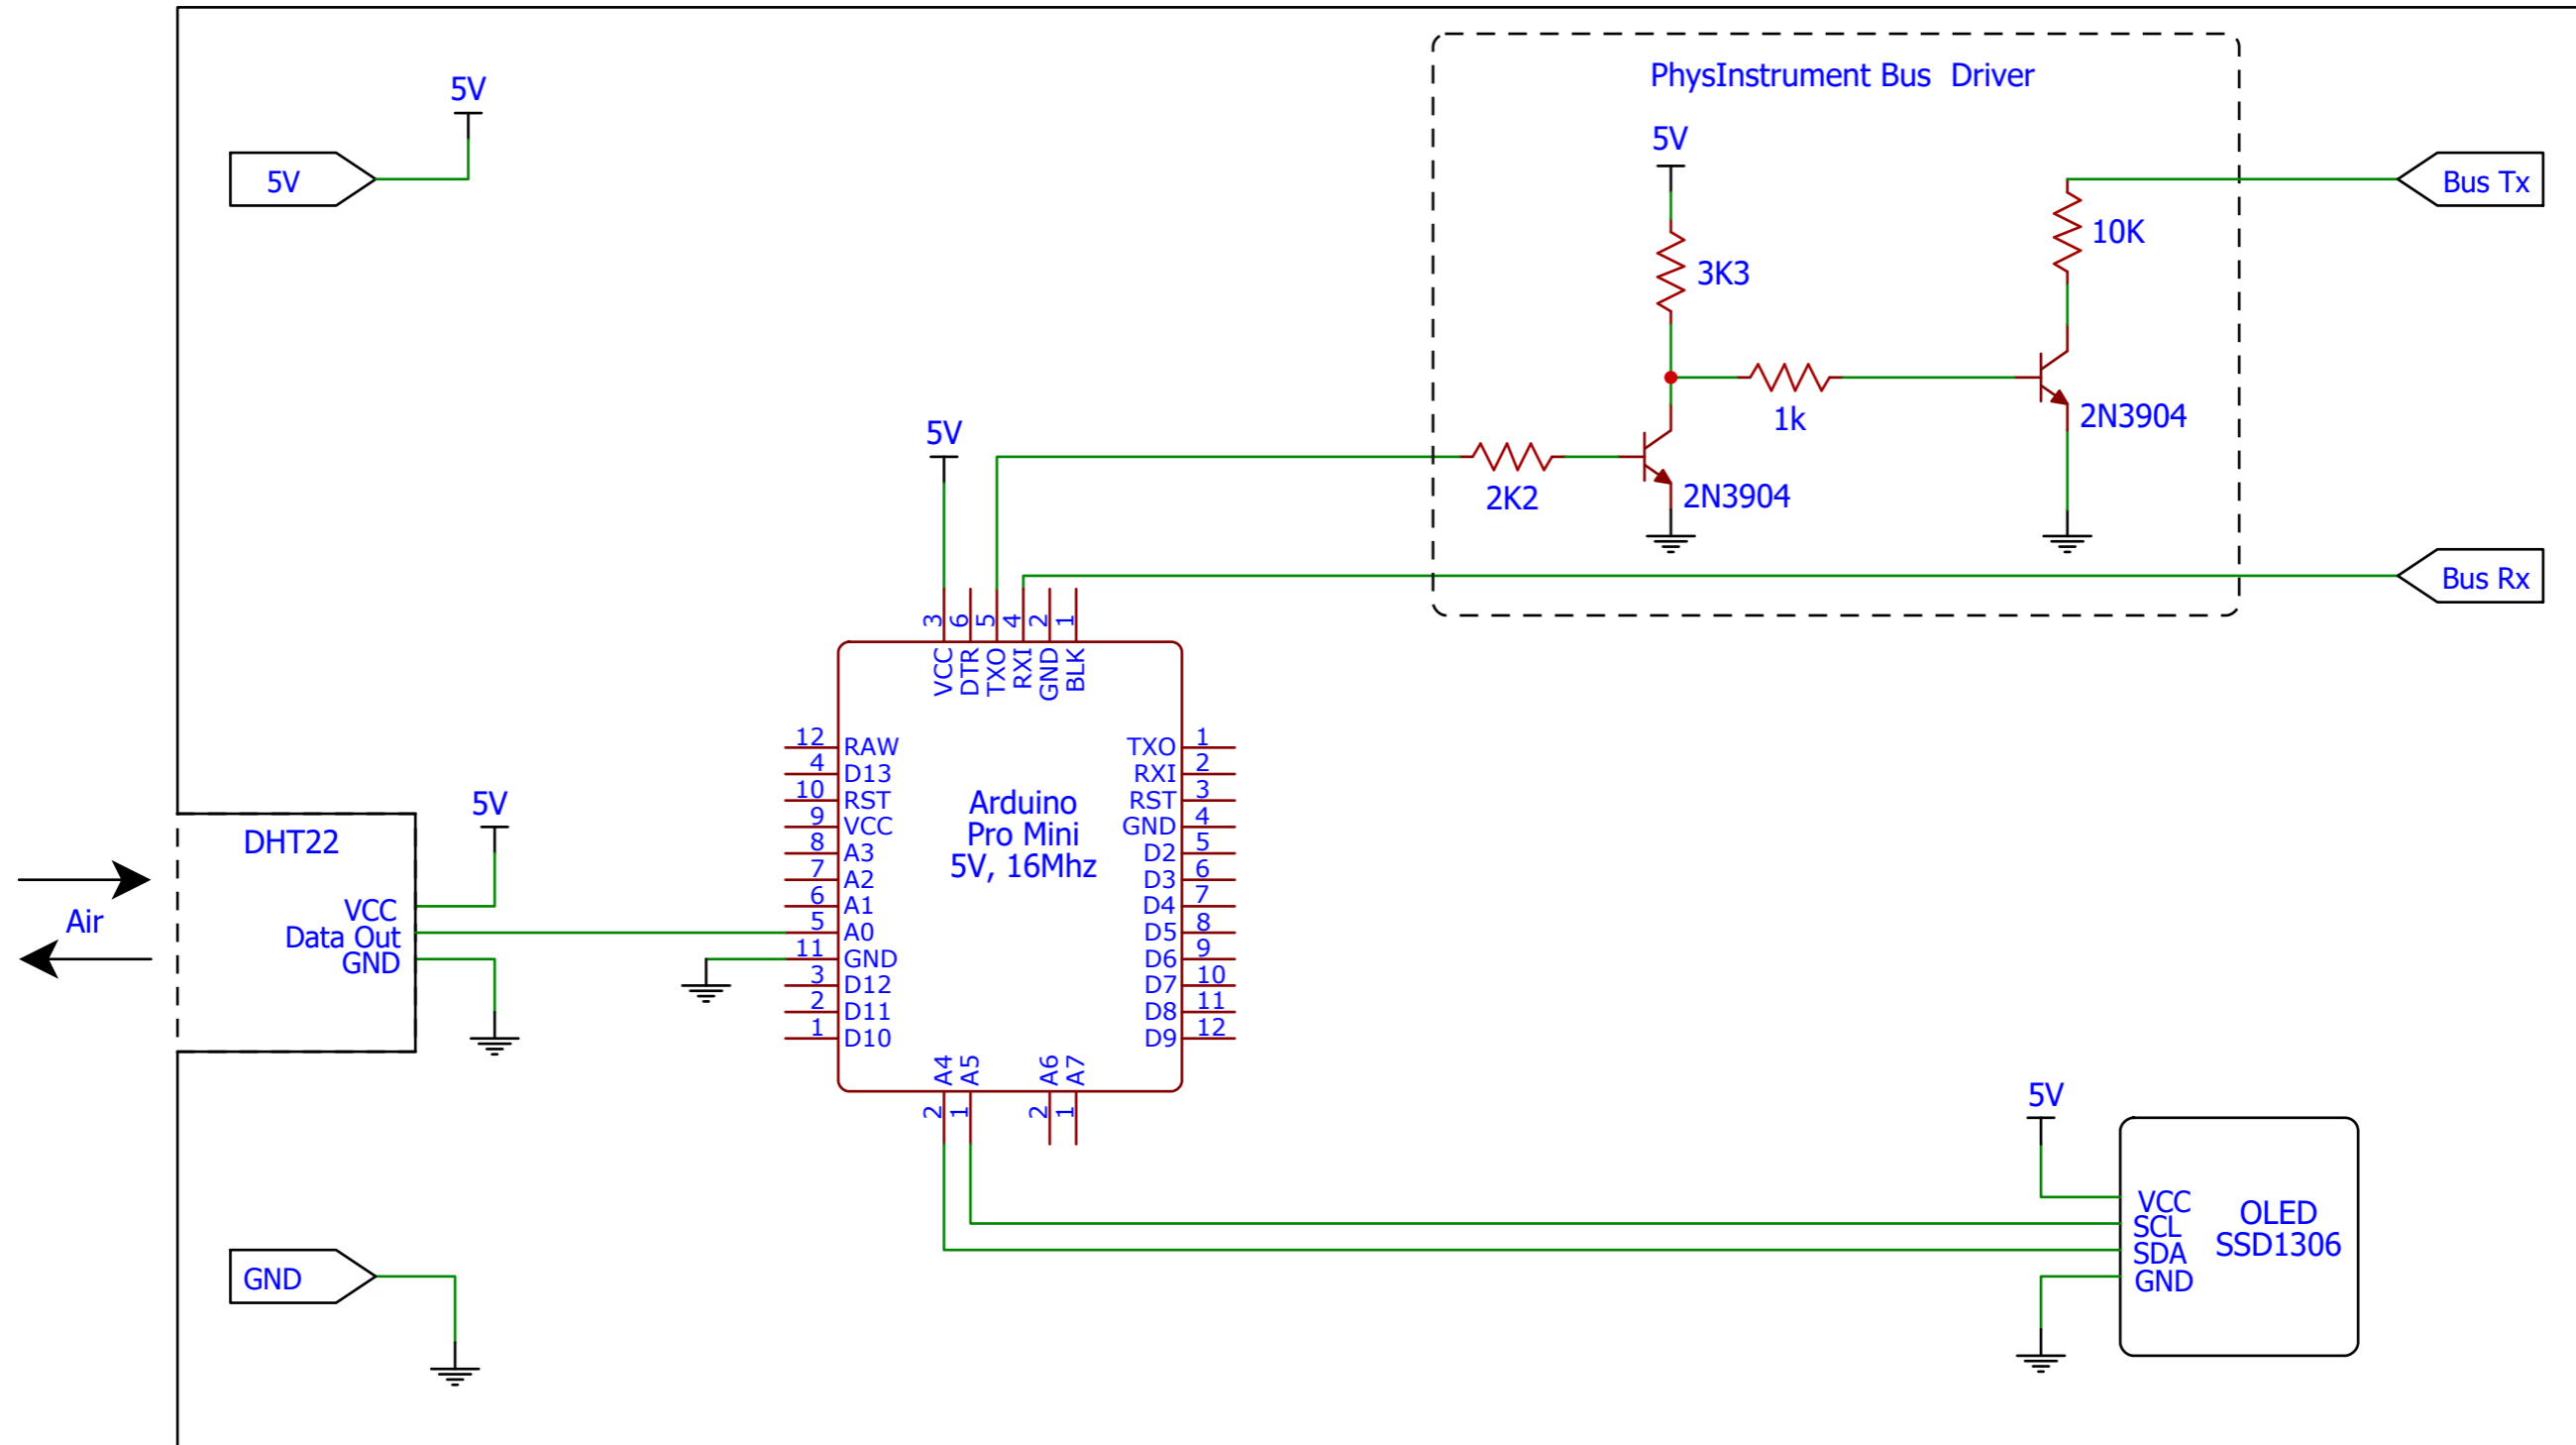 PhysInstrument Bus Driver
5V
5V
5V
Bus Tx
10K
3K3
1k
2N3904
5V
2K2
2N3904
Bus Rx
3
6
5
4
2
1
VCC
DTR
TXO
RXI
GND
BLK
12 RAW
4 D13
10 RST
9 VCC
8 A3
7 A2
6 A1
5 A0
11 GND
3 D12
2 D11
1 D10
Arduino
Pro Mini
5V, 16Mhz
TXO 1
RXI 2
RST 3
GND 4
D2 5
D3 6
D4 7
D5 8
D6 9
D7 10
D8 11
D9 12
A4
A5
A6
A7
2
1
2
1
5V
DHT22
VCC
Data Out
GND
Air
GND
5V
VCC
SCL
SDA
GND
OLED
SSD1306